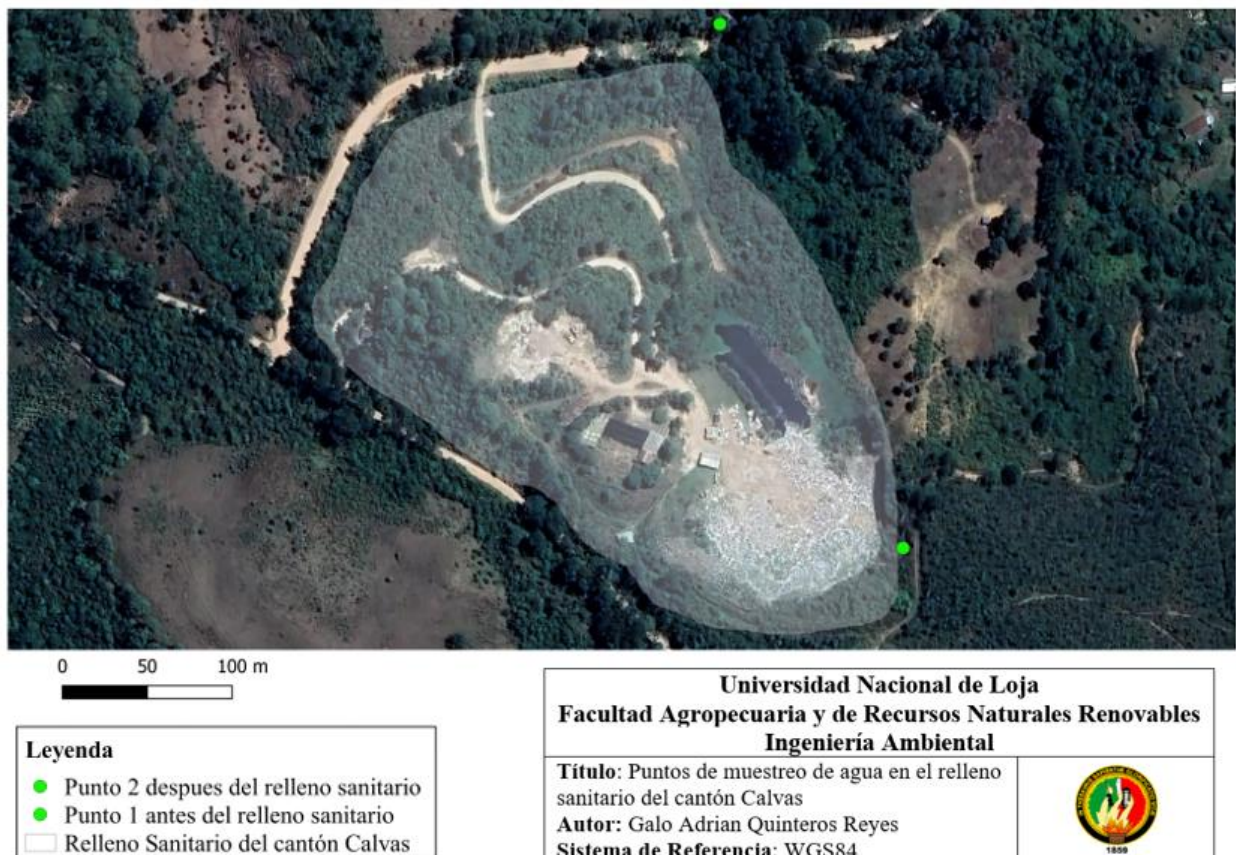 0 50 100 m
Leyenda
Punto 2 despues del relleno sanitario
Punto 1 antes del relleno sanitario
Relleno Sanitario del cantón Calvas
Universidad Nacional de Loja
Facultad Agropecuaria y de Recursos Naturales Renovables
Ingeniería Ambiental
Título: Puntos de muestreo de agua en el relleno
sanitario del cantón Calvas
Autor: Galo Adrian Quinteros Reyes
Sistema de Referencia: WGS84
1859